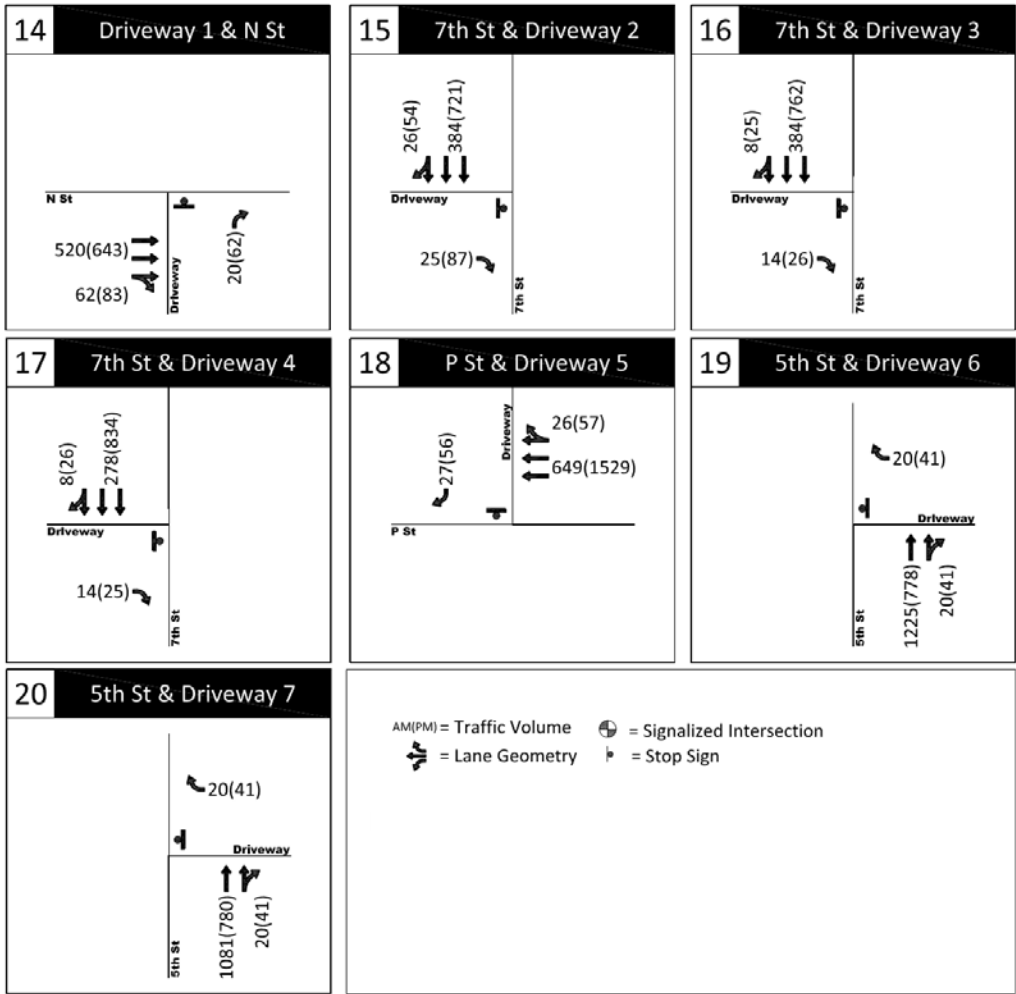 14 Driveway 1 & N St
N St
520(643)
62(83)
Driveway
20(62)
15 7th St & Driveway 2
26(54)
384(721)
Driveway
25(87)
7th St
16 7th St & Driveway 3
8(25)
384(762)
Driveway
14(26)
7th St
17 7th St & Driveway 4
8(26)
278(834)
Driveway
14(25)
7th St
18 P St & Driveway 5
Driveway
26(57)
27(56)
649(1529)
P St
19 5th St & Driveway 6
20(41)
Driveway
5th St
1225(778)
20(41)
20 5th St & Driveway 7
20(41)
Driveway
5th St
1081(780)
20(41)
AM(PM) = Traffic Volume
= Signalized Intersection
= Lane Geometry
= Stop Sign